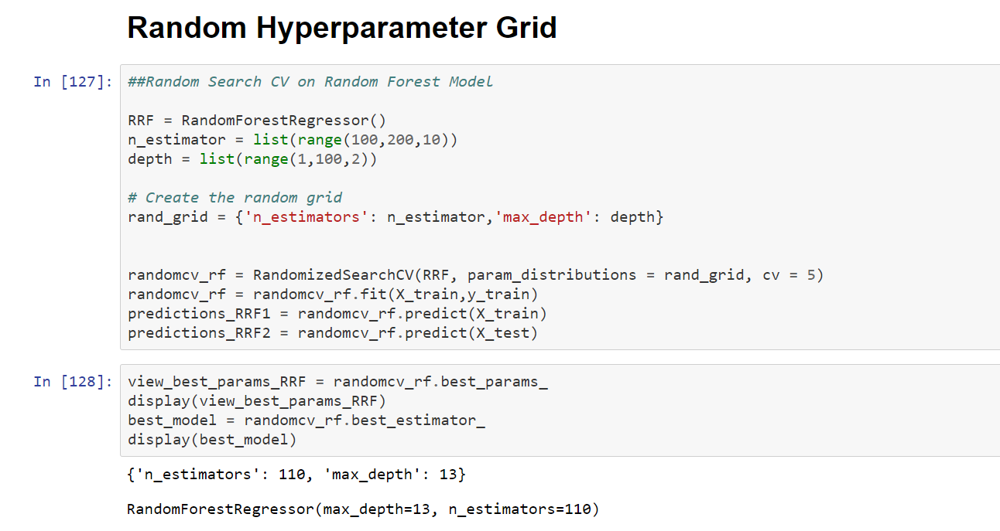 Random Hyperparameter Grid
In [127]:
##Random Search CV on Random Forest Model
RRF = RandomForestRegressor()
n_estimator = list(range(100,200,10))
depth = list(range(1,100,2))
# Create the random grid
rand_grid = {'n_estimators': n_estimator,'max_depth': depth}
randomcv_rf = RandomizedSearchCV(RRF, param_distributions = rand_grid, cv = 5)
randomcv_rf = randomcv_rf.fit(X_train,y_train)
predictions_RRF1 = randomcv_rf.predict(X_train)
predictions_RRF2 = randomcv_rf.predict(X_test)
In [128]:
view_best_params_RRF = randomcv_rf.best_params_
display(view_best_params_RRF)
best_model = randomcv_rf.best_estimator_
display(best_model)
{'n_estimators': 110, 'max_depth': 13}
RandomForestRegressor(max_depth=13, n_estimators=110)